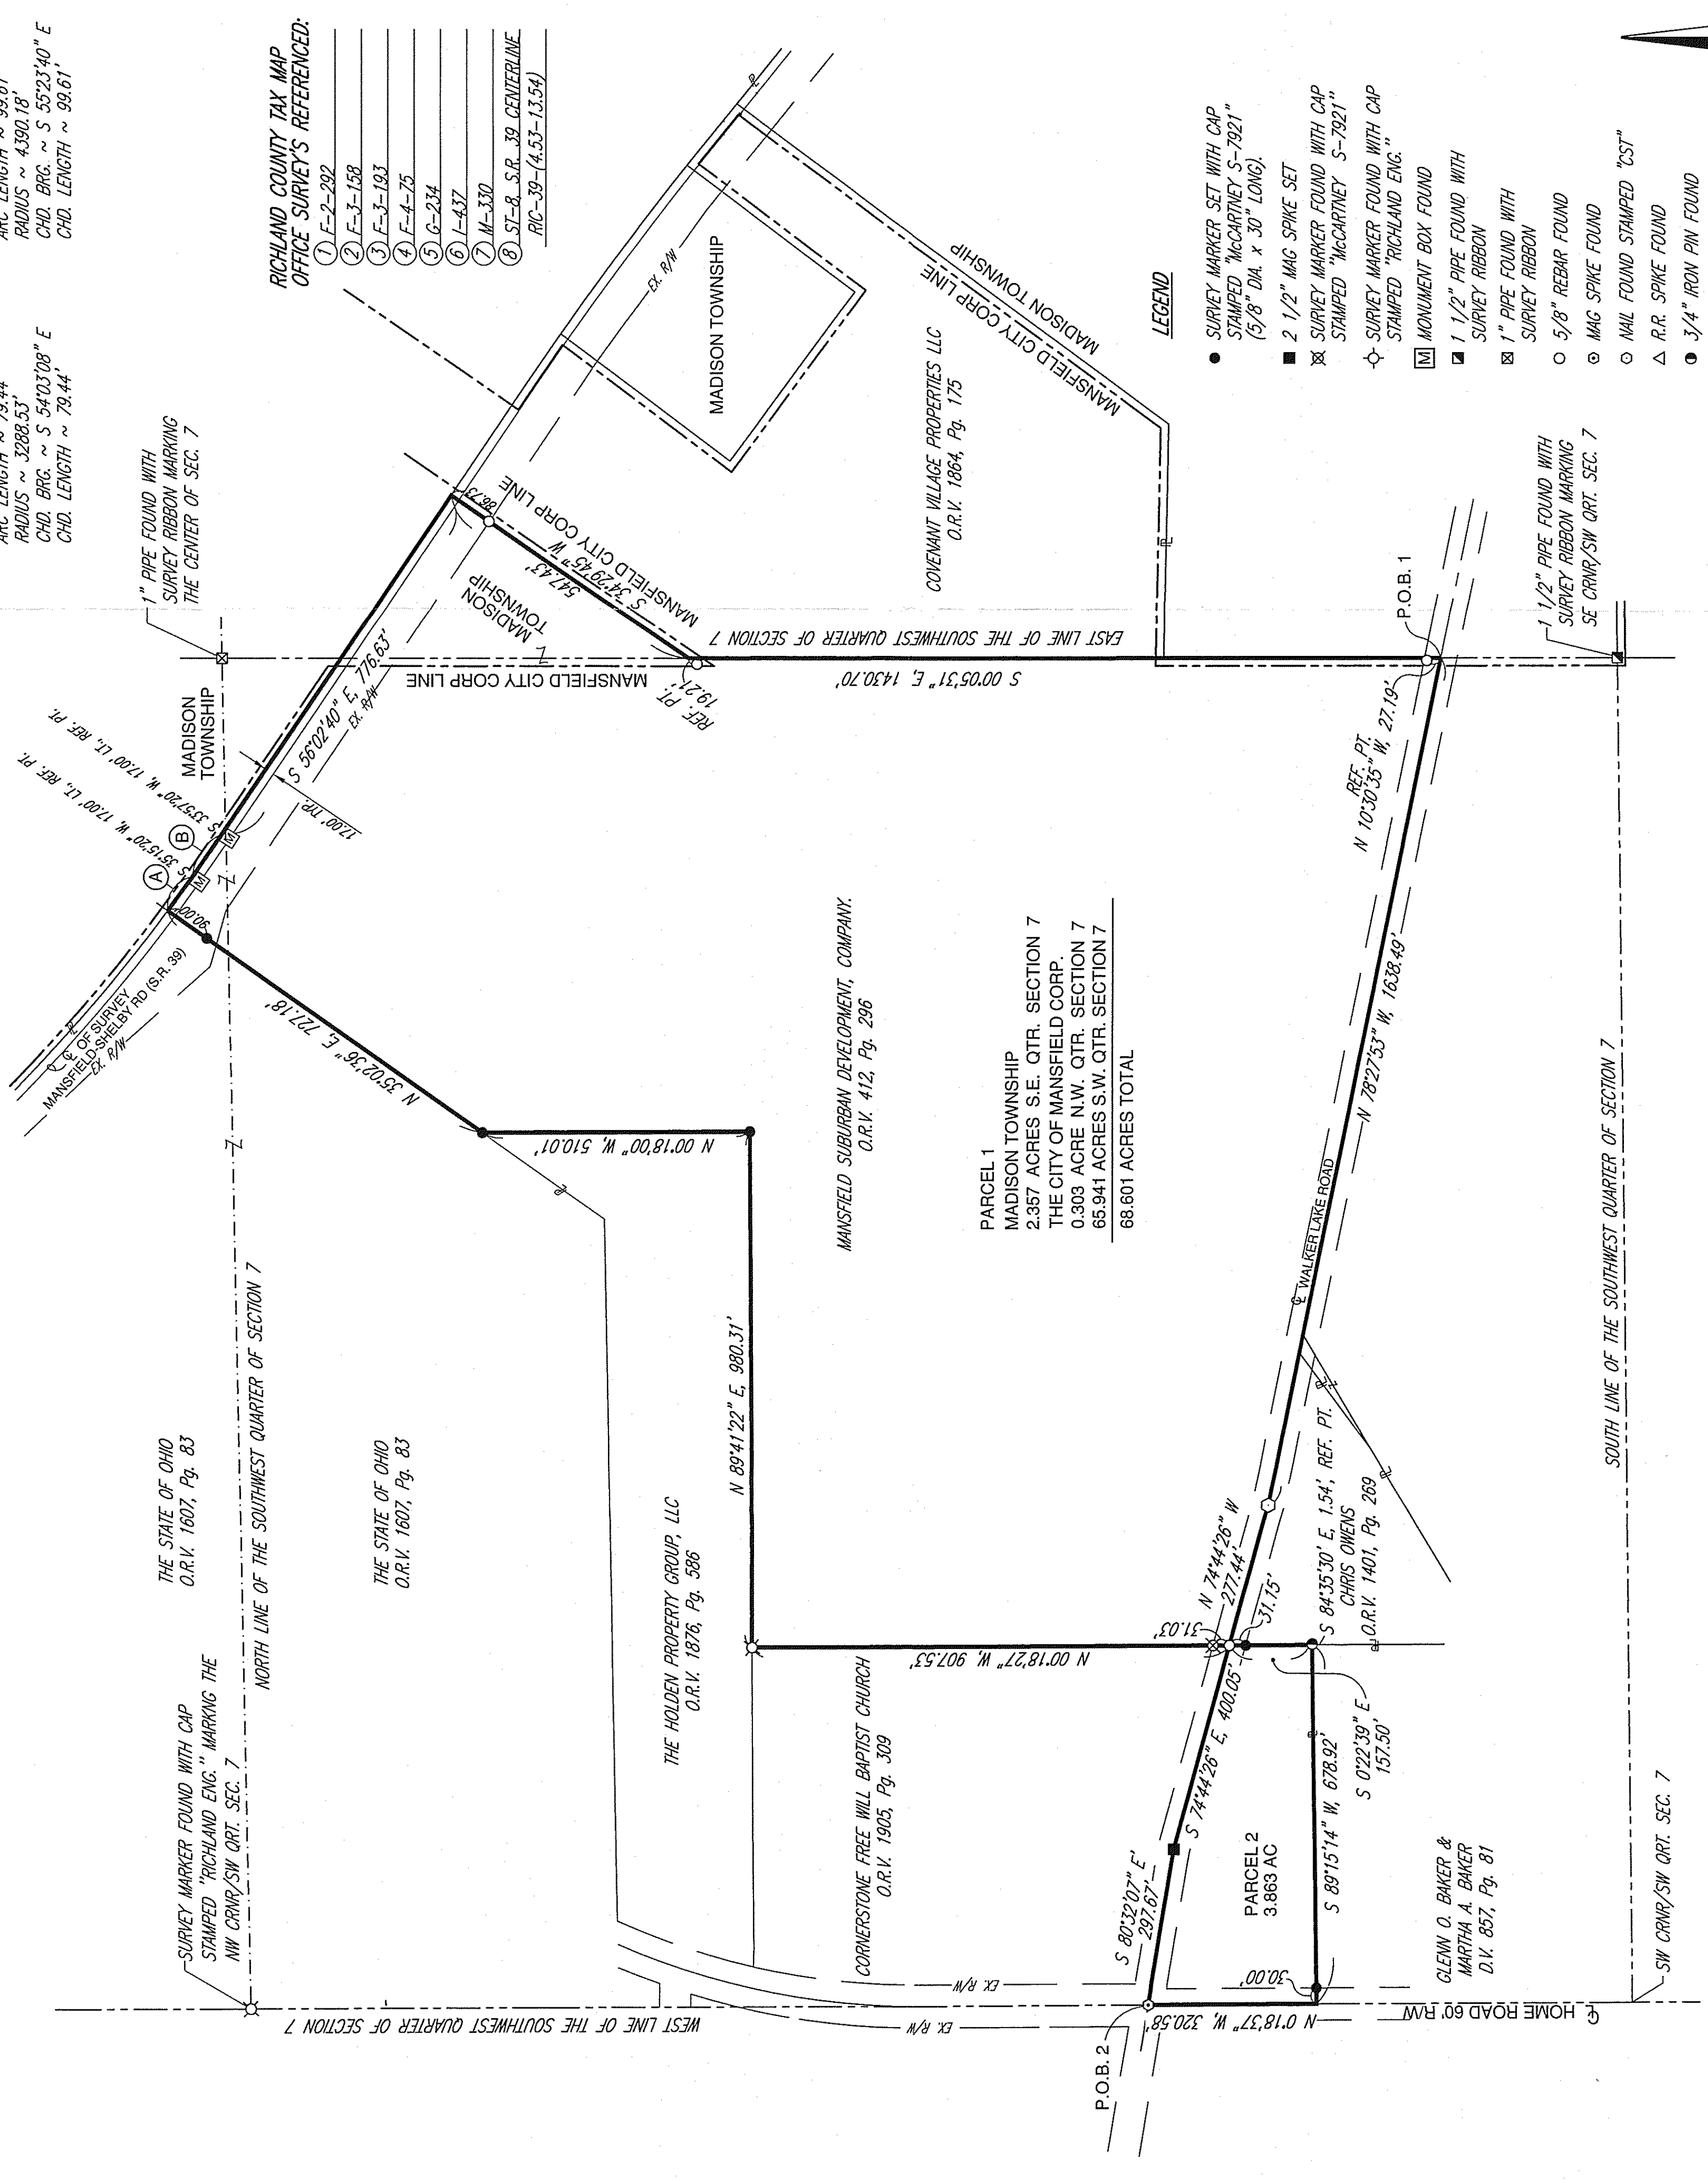 ARC LENGTH ~ 79.44'
RADIUS ~ 3288.53'
CHD. BRG. ~ S 54°03'08" E
CHD. LENGTH ~ 79.44'
ARC LENGTH ~ 99.61'
RADIUS ~ 4390.18'
CHD. BRG. ~ S 55°23'40" E
CHD. LENGTH ~ 99.61'
RICHLAND COUNTY TAX MAP
OFFICE SURVEY'S REFERENCED:
1 F-2-292
2 F-3-158
3 F-3-193
4 F-4-75
5 G-234
6 I-437
7 M-330
8 ST-8, S.R. 39 CENTERLINE
RIC-39-(4.53-13.54)
1" PIPE FOUND WITH
SURVEY RIBBON MARKING
THE CENTER OF SEC. 7
SURVEY MARKER FOUND WITH CAP
STAMPED "RICHLAND ENG." MARKNG THE
NW CRNR/SW QRT. SEC. 7
THE STATE OF OHIO
O.R.V. 1607, Pg. 83
NORTH LINE OF THE SOUTHWEST QUARTER OF SECTION 7
THE STATE OF OHIO
O.R.V. 1607, Pg. 83
℄ OF SURVEY
MANSFIELD-SHELBY RD (S.R. 39)
EX. R/W
90.00'
A
B
S 35°15'20" W, 17.00' LT., REF. PT.
S 33°57'20" W, 17.00' LT., REF. PT.
M
M
MADISON
TOWNSHIP
S 56°02'40" E, 776.63'
EX. R/W
17.00' TYP.
N 35°02'36" E, 727.18'
N 00°18'00" W, 510.01'
N 89°41'22" E, 980.31'
N 00°18'27" W, 907.53'
MANSFIELD CITY CORP LINE
REF. PT.
19.21'
MADISON
TOWNSHIP
547.43'
S 34°29'45" W
MANSFIELD CITY CORP LINE
MANSFIELD CITY CORP LINE
86.73'
EX. R/W
MADISON TOWNSHIP
COVENANT VILLAGE PROPERTIES LLC
O.R.V. 1864, Pg. 175
MANSFIELD CITY CORP LINE
MADISON TOWNSHIP
EAST LINE OF THE SOUTHWEST QUARTER OF SECTION 7
S 00°05'31" E, 1430.70'
MANSFIELD SUBURBAN DEVELOPMENT, COMPANY.
O.R.V. 412, Pg. 296
PARCEL 1
MADISON TOWNSHIP
2.357 ACRES S.E. QTR. SECTION 7
THE CITY OF MANSFIELD CORP.
0.303 ACRE N.W. QTR. SECTION 7
65.941 ACRES S.W. QTR. SECTION 7
68.601 ACRES TOTAL
THE HOLDEN PROPERTY GROUP, LLC
O.R.V. 1876, Pg. 586
CORNERSTONE FREE WILL BAPTIST CHURCH
O.R.V. 1905, Pg. 309
WEST LINE OF THE SOUTHWEST QUARTER OF SECTION 7
EX. R/W
EX. R/W
P.O.B. 2
S 80°32'07" E'
297.67'
S 74°44'26" E, 400.05'
31.03'
N 74°44'26" W
277.44'
31.15'
℄ WALKER LAKE ROAD
N 78°27'53" W, 1638.49'
REF. PT.
N 10°30'35" W, 27.19'
P.O.B. 1
1 1/2" PIPE FOUND WITH
SURVEY RIBBON MARKING
SE CRNR/SW QRT. SEC. 7
S 84°35'30' E, 1.54', REF. PT.
CHRIS OWENS
O.R.V. 1401, Pg. 269
PARCEL 2
3.863 AC
N 0°18'37" W, 320.58'
30.00'
S 89°15'14" W, 678.92'
S 0°22'39" E
157.50'
GLENN O. BAKER &
MARTHA A. BAKER
D.V. 857, Pg. 81
℄ HOME ROAD 60' R/W
SW CRNR/SW QRT. SEC. 7
SOUTH LINE OF THE SOUTHWEST QUARTER OF SECTION 7
LEGEND
SURVEY MARKER SET WITH CAP
STAMPED "McCARTNEY S-7921"
(5/8" DIA. x 30" LONG).
2 1/2" MAG SPIKE SET
SURVEY MARKER FOUND WITH CAP
STAMPED "McCARTNEY S-7921"
SURVEY MARKER FOUND WITH CAP
STAMPED "RICHLAND ENG."
M MONUMENT BOX FOUND
1 1/2" PIPE FOUND WITH
SURVEY RIBBON
1" PIPE FOUND WITH
SURVEY RIBBON
5/8" REBAR FOUND
MAG SPIKE FOUND
NAIL FOUND STAMPED "CST"
R.R. SPIKE FOUND
3/4" IRON PIN FOUND